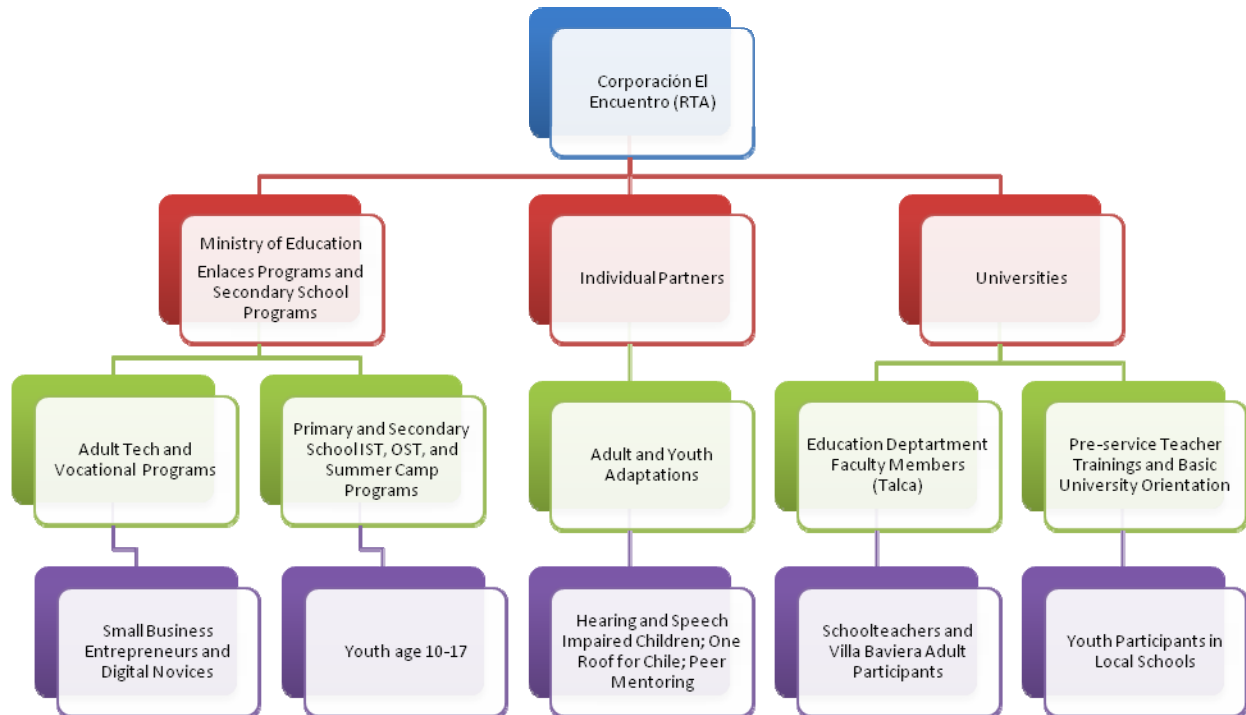 Corporación El
Encuentro (RTA)
Ministry of Education
Enlaces Programs and
Secondary School
Programs
Individual Partners
Universities
Adult Tech and
Vocational Programs
Primary and Secondary
School IST, OST, and
Summer Camp
Programs
Adult and Youth
Adaptations
Education Deptartment
Faculty Members
(Talca)
Pre-service Teacher
Trainings and Basic
University Orientation
Small Business
Entrepreneurs and
Digital Novices
Youth age 10-17
Hearing and Speech
Impaired Children; One
Roof for Chile; Peer
Mentoring
Schoolteachers and
Villa Baviera Adult
Participants
Youth Participants in
Local Schools